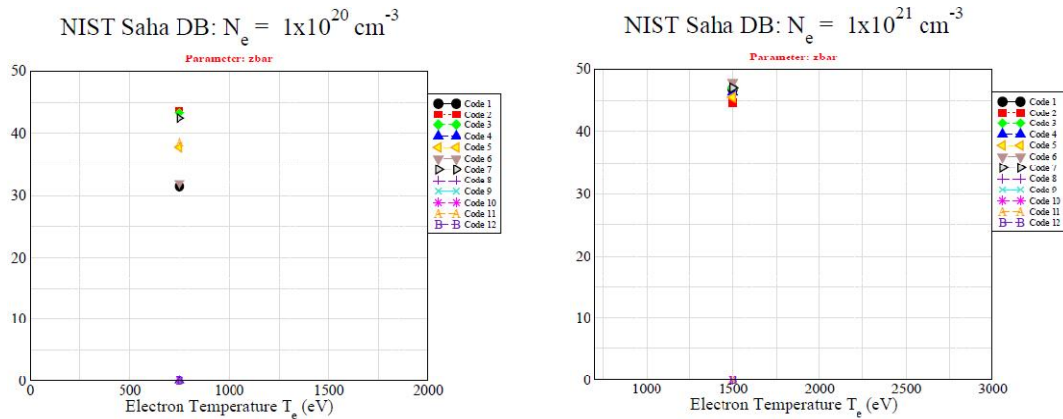 NIST Saha DB: N_e = 1x10^20 cm^-3
Parameter: zbar
50
40
30
20
10
0
0 500 1000 1500 2000
Electron Temperature T_e (eV)
Code 1
Code 2
Code 3
Code 4
Code 5
Code 6
Code 7
Code 8
Code 9
Code 10
Code 11
B B Code 12
B
NIST Saha DB: N_e = 1x10^21 cm^-3
Parameter: zbar
50
40
30
20
10
0
1000 1500 2000 2500 3000
Electron Temperature T_e (eV)
Code 1
Code 2
Code 3
Code 4
Code 5
Code 6
Code 7
Code 8
Code 9
Code 10
Code 11
B B Code 12